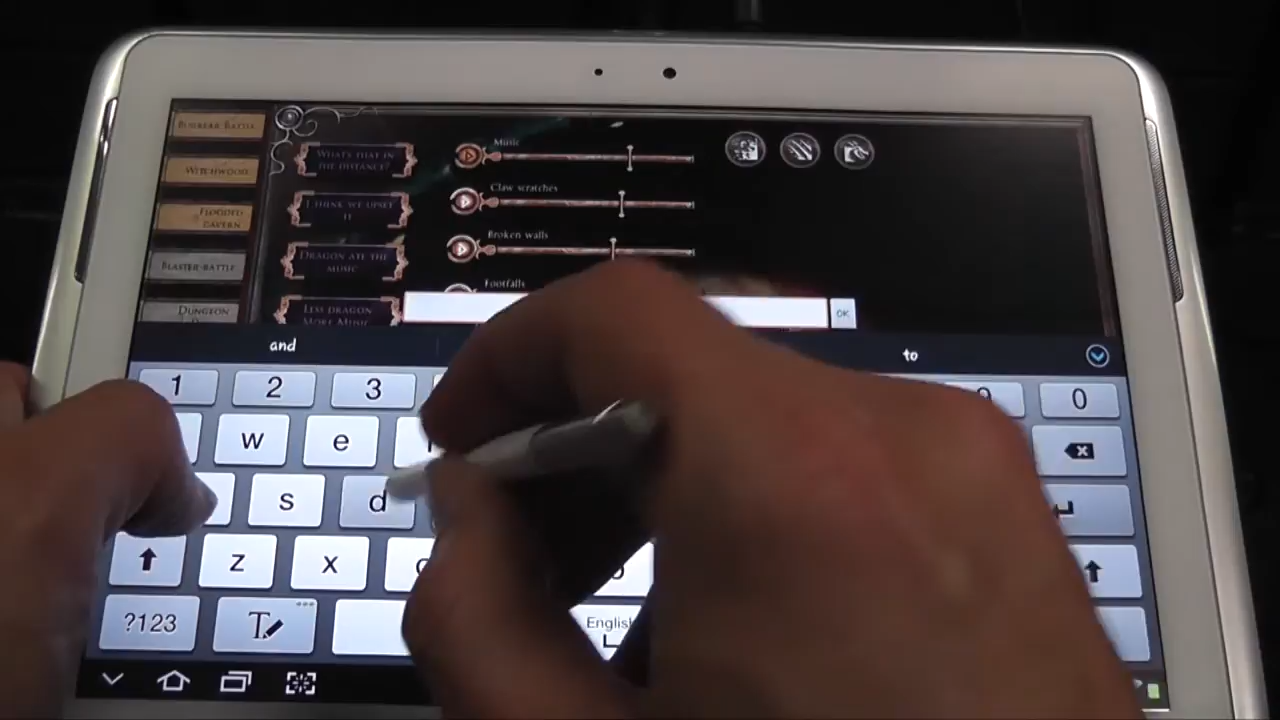 BUGBEAR BATTLE
WITCHWOOD
FLOODED
CAVERN
BLASTER-BATTLE
DUNGEON
WHAT'S THAT IN
THE DISTANCE?
I THINK WE UPSET
IT
DRAGON ATE THE
MUSIC
LESS DRAGON
MORE MUSIC
Music
Claw scratches
Broken walls
Footfalls
OK
and
to
1 2 3 9 0
w e
s d
z x c
?123
T
English